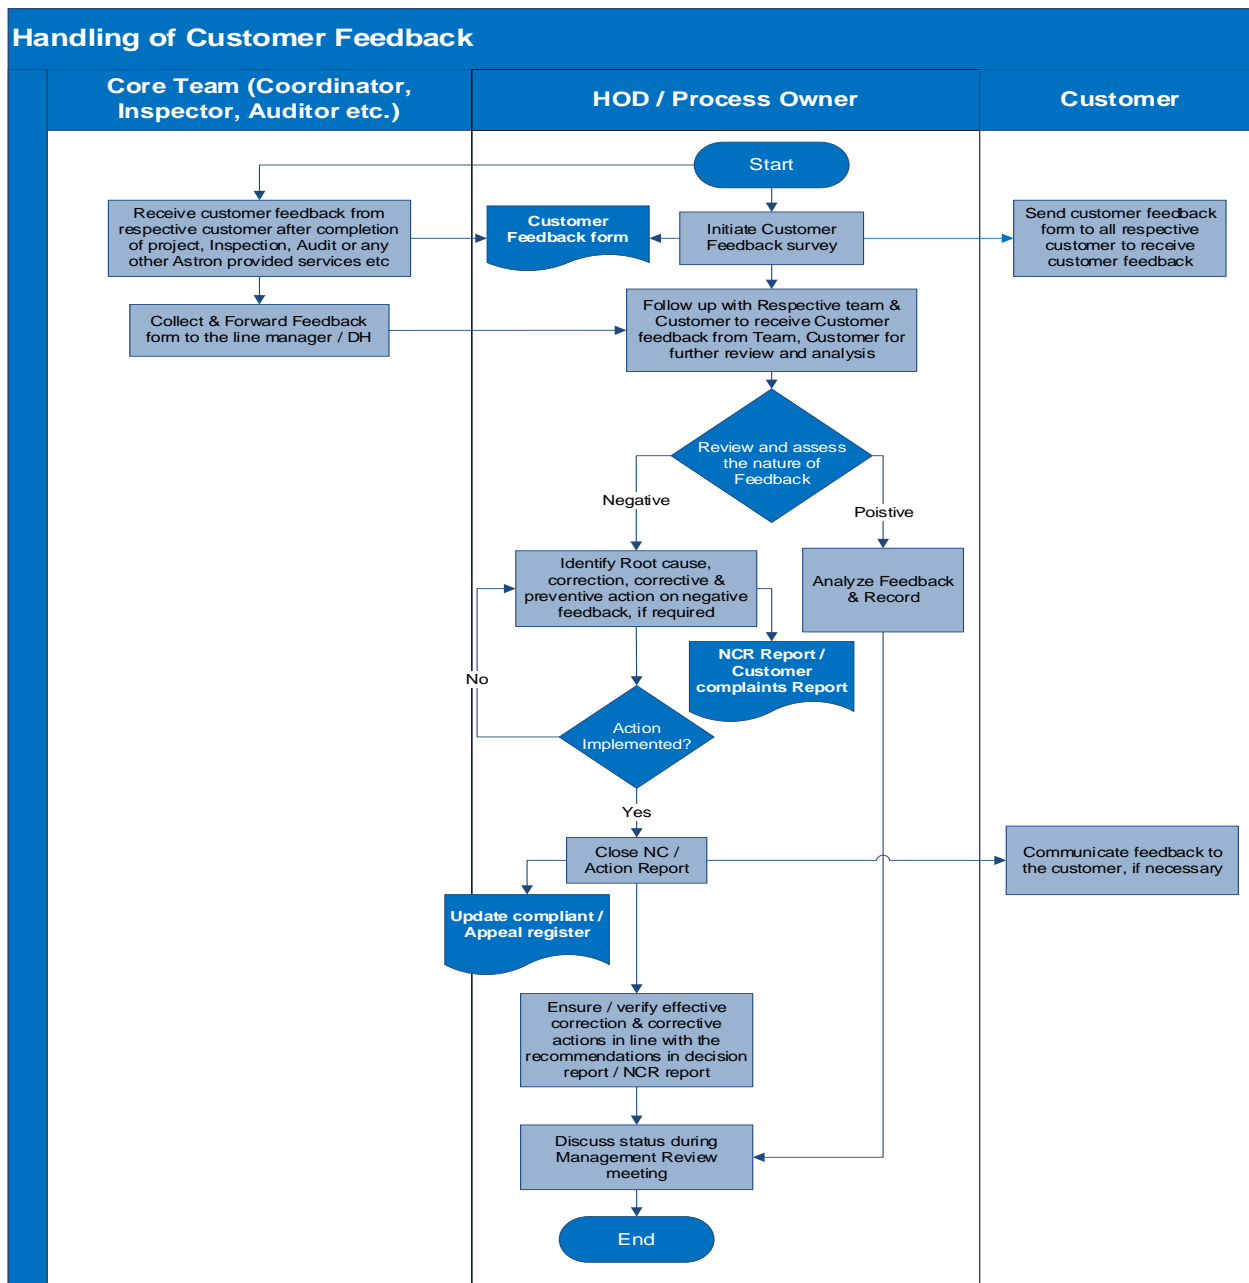 Handling of Customer Feedback
Core Team (Coordinator,
Inspector, Auditor etc.)
HOD / Process Owner
Customer
Start
Receive customer feedback from
respective customer after completion
of project, Inspection, Audit or any
other Astron provided services etc
Customer
Feedback form
Initiate Customer
Feedback survey
Send customer feedback
form to all respective
customer to receive
customer feedback
Collect & Forward Feedback
form to the line manager / DH
Follow up with Respective team &
Customer to receive Customer
feedback from Team, Customer for
further review and analysis
Review and assess
the nature of
Feedback
Negative
Poistive
Identify Root cause,
correction, corrective &
preventive action on negative
feedback, if required
Analyze Feedback
& Record
NCR Report /
Customer
complaints Report
No
Action
Implemented?
Yes
Close NC /
Action Report
Communicate feedback to
the customer, if necessary
Update compliant /
Appeal register
Ensure / verify effective
correction & corrective
actions in line with the
recommendations in decision
report / NCR report
Discuss status during
Management Review
meeting
End